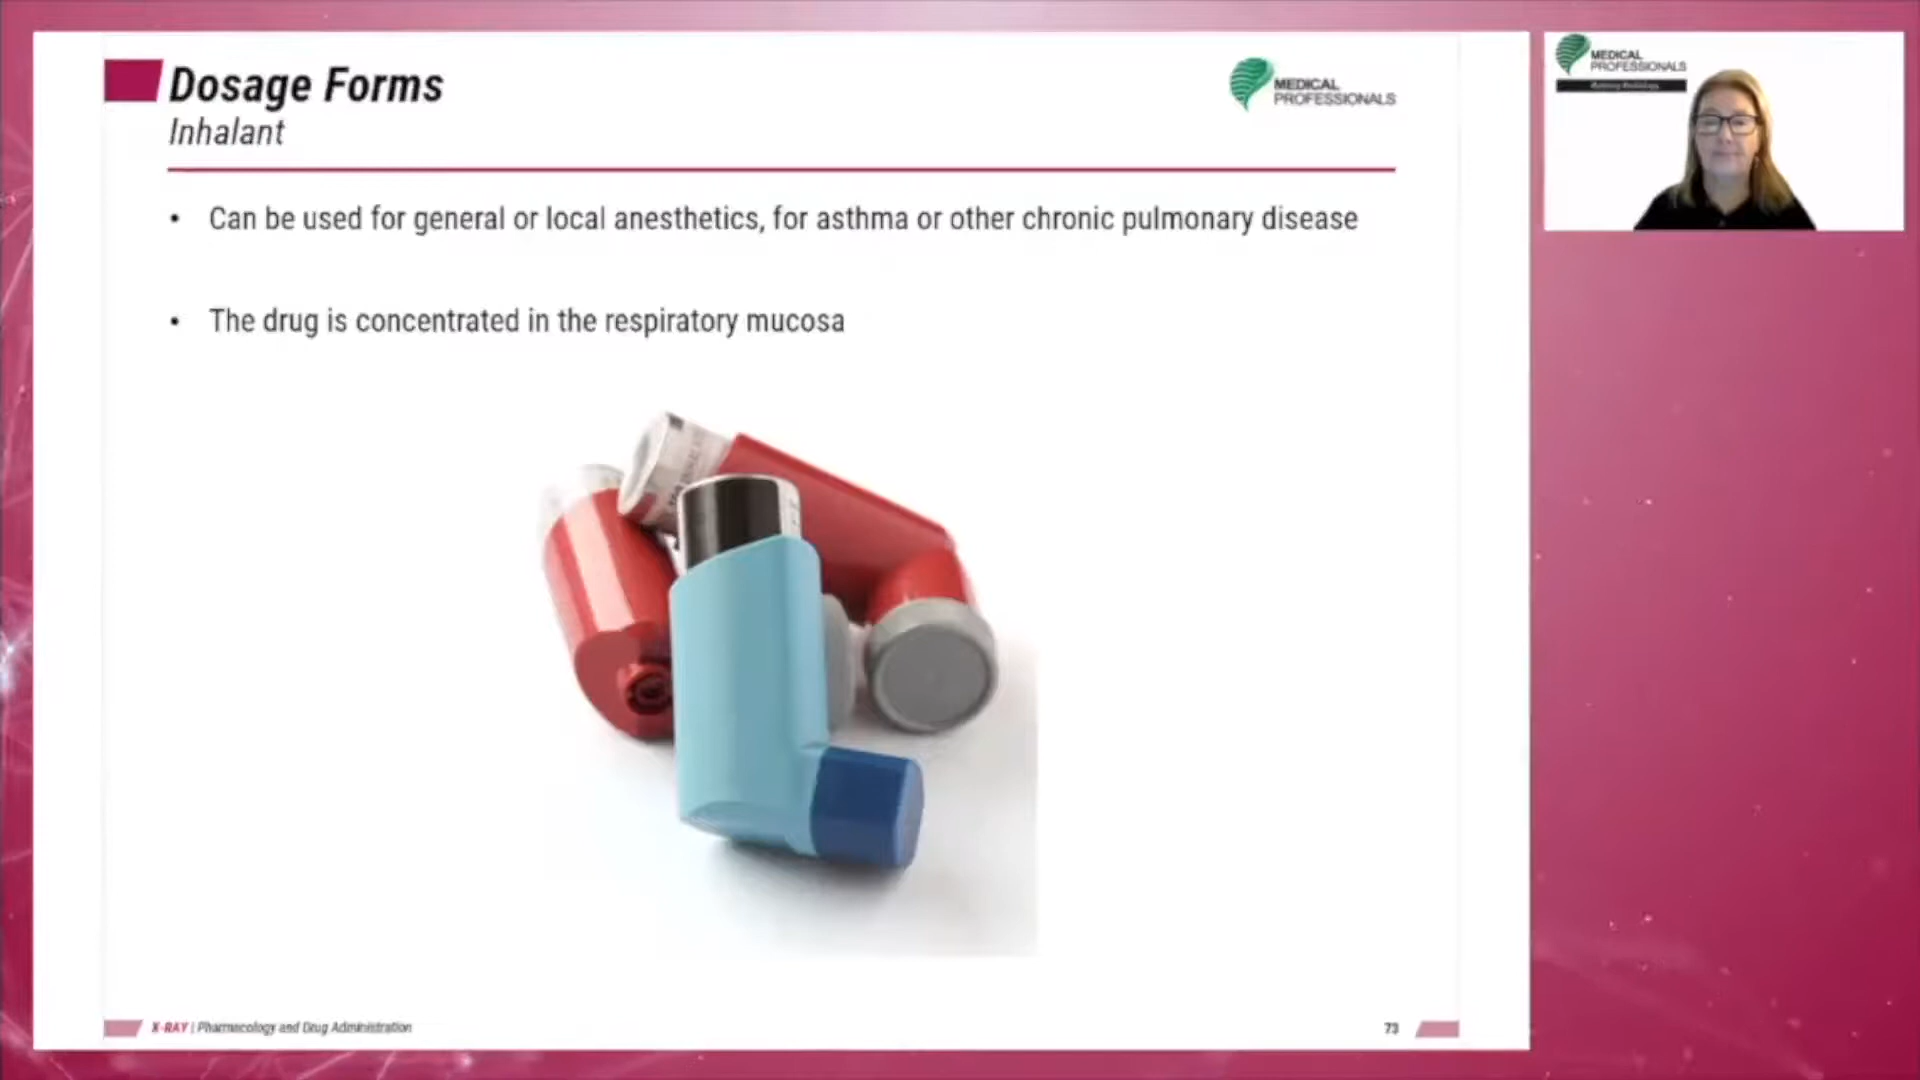 Dosage Forms
Inhalant
MEDICAL
PROFESSIONALS
• Can be used for general or local anesthetics, for asthma or other chronic pulmonary disease
• The drug is concentrated in the respiratory mucosa
X-RAY | Pharmacology and Drug Administration
73
MEDICAL
PROFESSIONALS